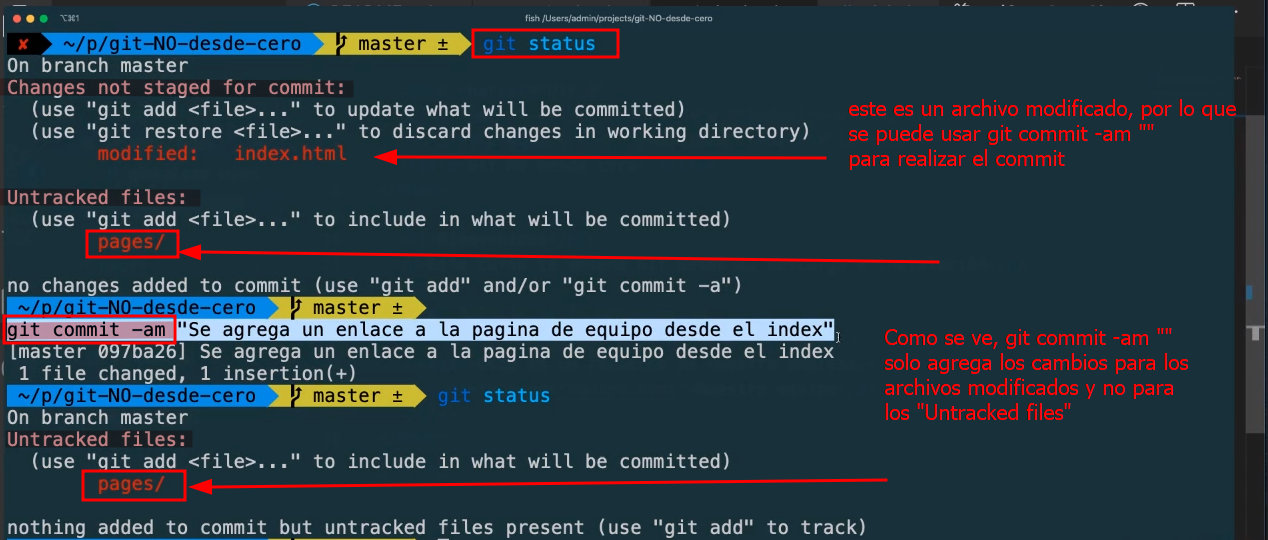 fish /Users/admin/projects/git-NO-desde-cero
✘ ~/p/git-NO-desde-cero master ± git status
On branch master
Changes not staged for commit:
(use "git add <file>..." to update what will be committed)
(use "git restore <file>..." to discard changes in working directory)
modified: index.html
este es un archivo modificado, por lo que
se puede usar git commit -am ""
para realizar el commit
Untracked files:
(use "git add <file>..." to include in what will be committed)
pages/
no changes added to commit (use "git add" and/or "git commit -a")
~/p/git-NO-desde-cero master ±
git commit -am "Se agrega un enlace a la pagina de equipo desde el index"
[master 097ba26] Se agrega un enlace a la pagina de equipo desde el index
1 file changed, 1 insertion(+)
Como se ve, git commit -am ""
solo agrega los cambios para los
archivos modificados y no para
los "Untracked files"
~/p/git-NO-desde-cero master ± git status
On branch master
Untracked files:
(use "git add <file>..." to include in what will be committed)
pages/
nothing added to commit but untracked files present (use "git add" to track)